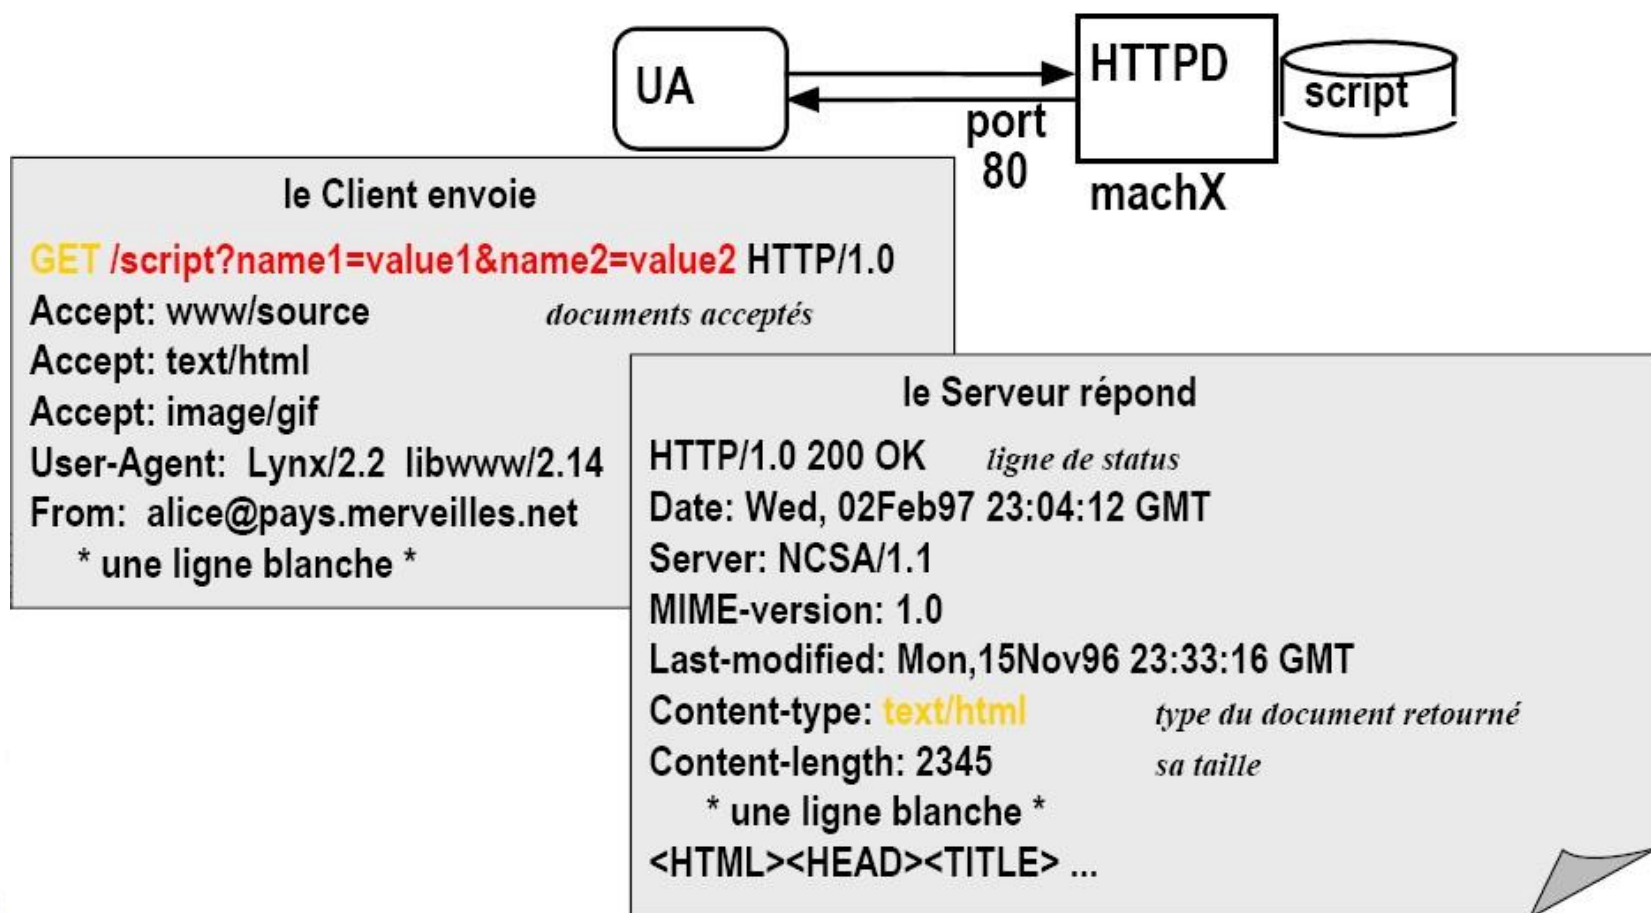 UA
HTTPD
script
port
80
machX
le Client envoie
GET /script?name1=value1&name2=value2 HTTP/1.0
Accept: www/source documents acceptés
Accept: text/html
Accept: image/gif
User-Agent: Lynx/2.2 libwww/2.14
From: alice@pays.merveilles.net
* une ligne blanche *
le Serveur répond
HTTP/1.0 200 OK ligne de status
Date: Wed, 02Feb97 23:04:12 GMT
Server: NCSA/1.1
MIME-version: 1.0
Last-modified: Mon,15Nov96 23:33:16 GMT
Content-type: text/html type du document retourné
Content-length: 2345 sa taille
* une ligne blanche *
<HTML><HEAD><TITLE> ...